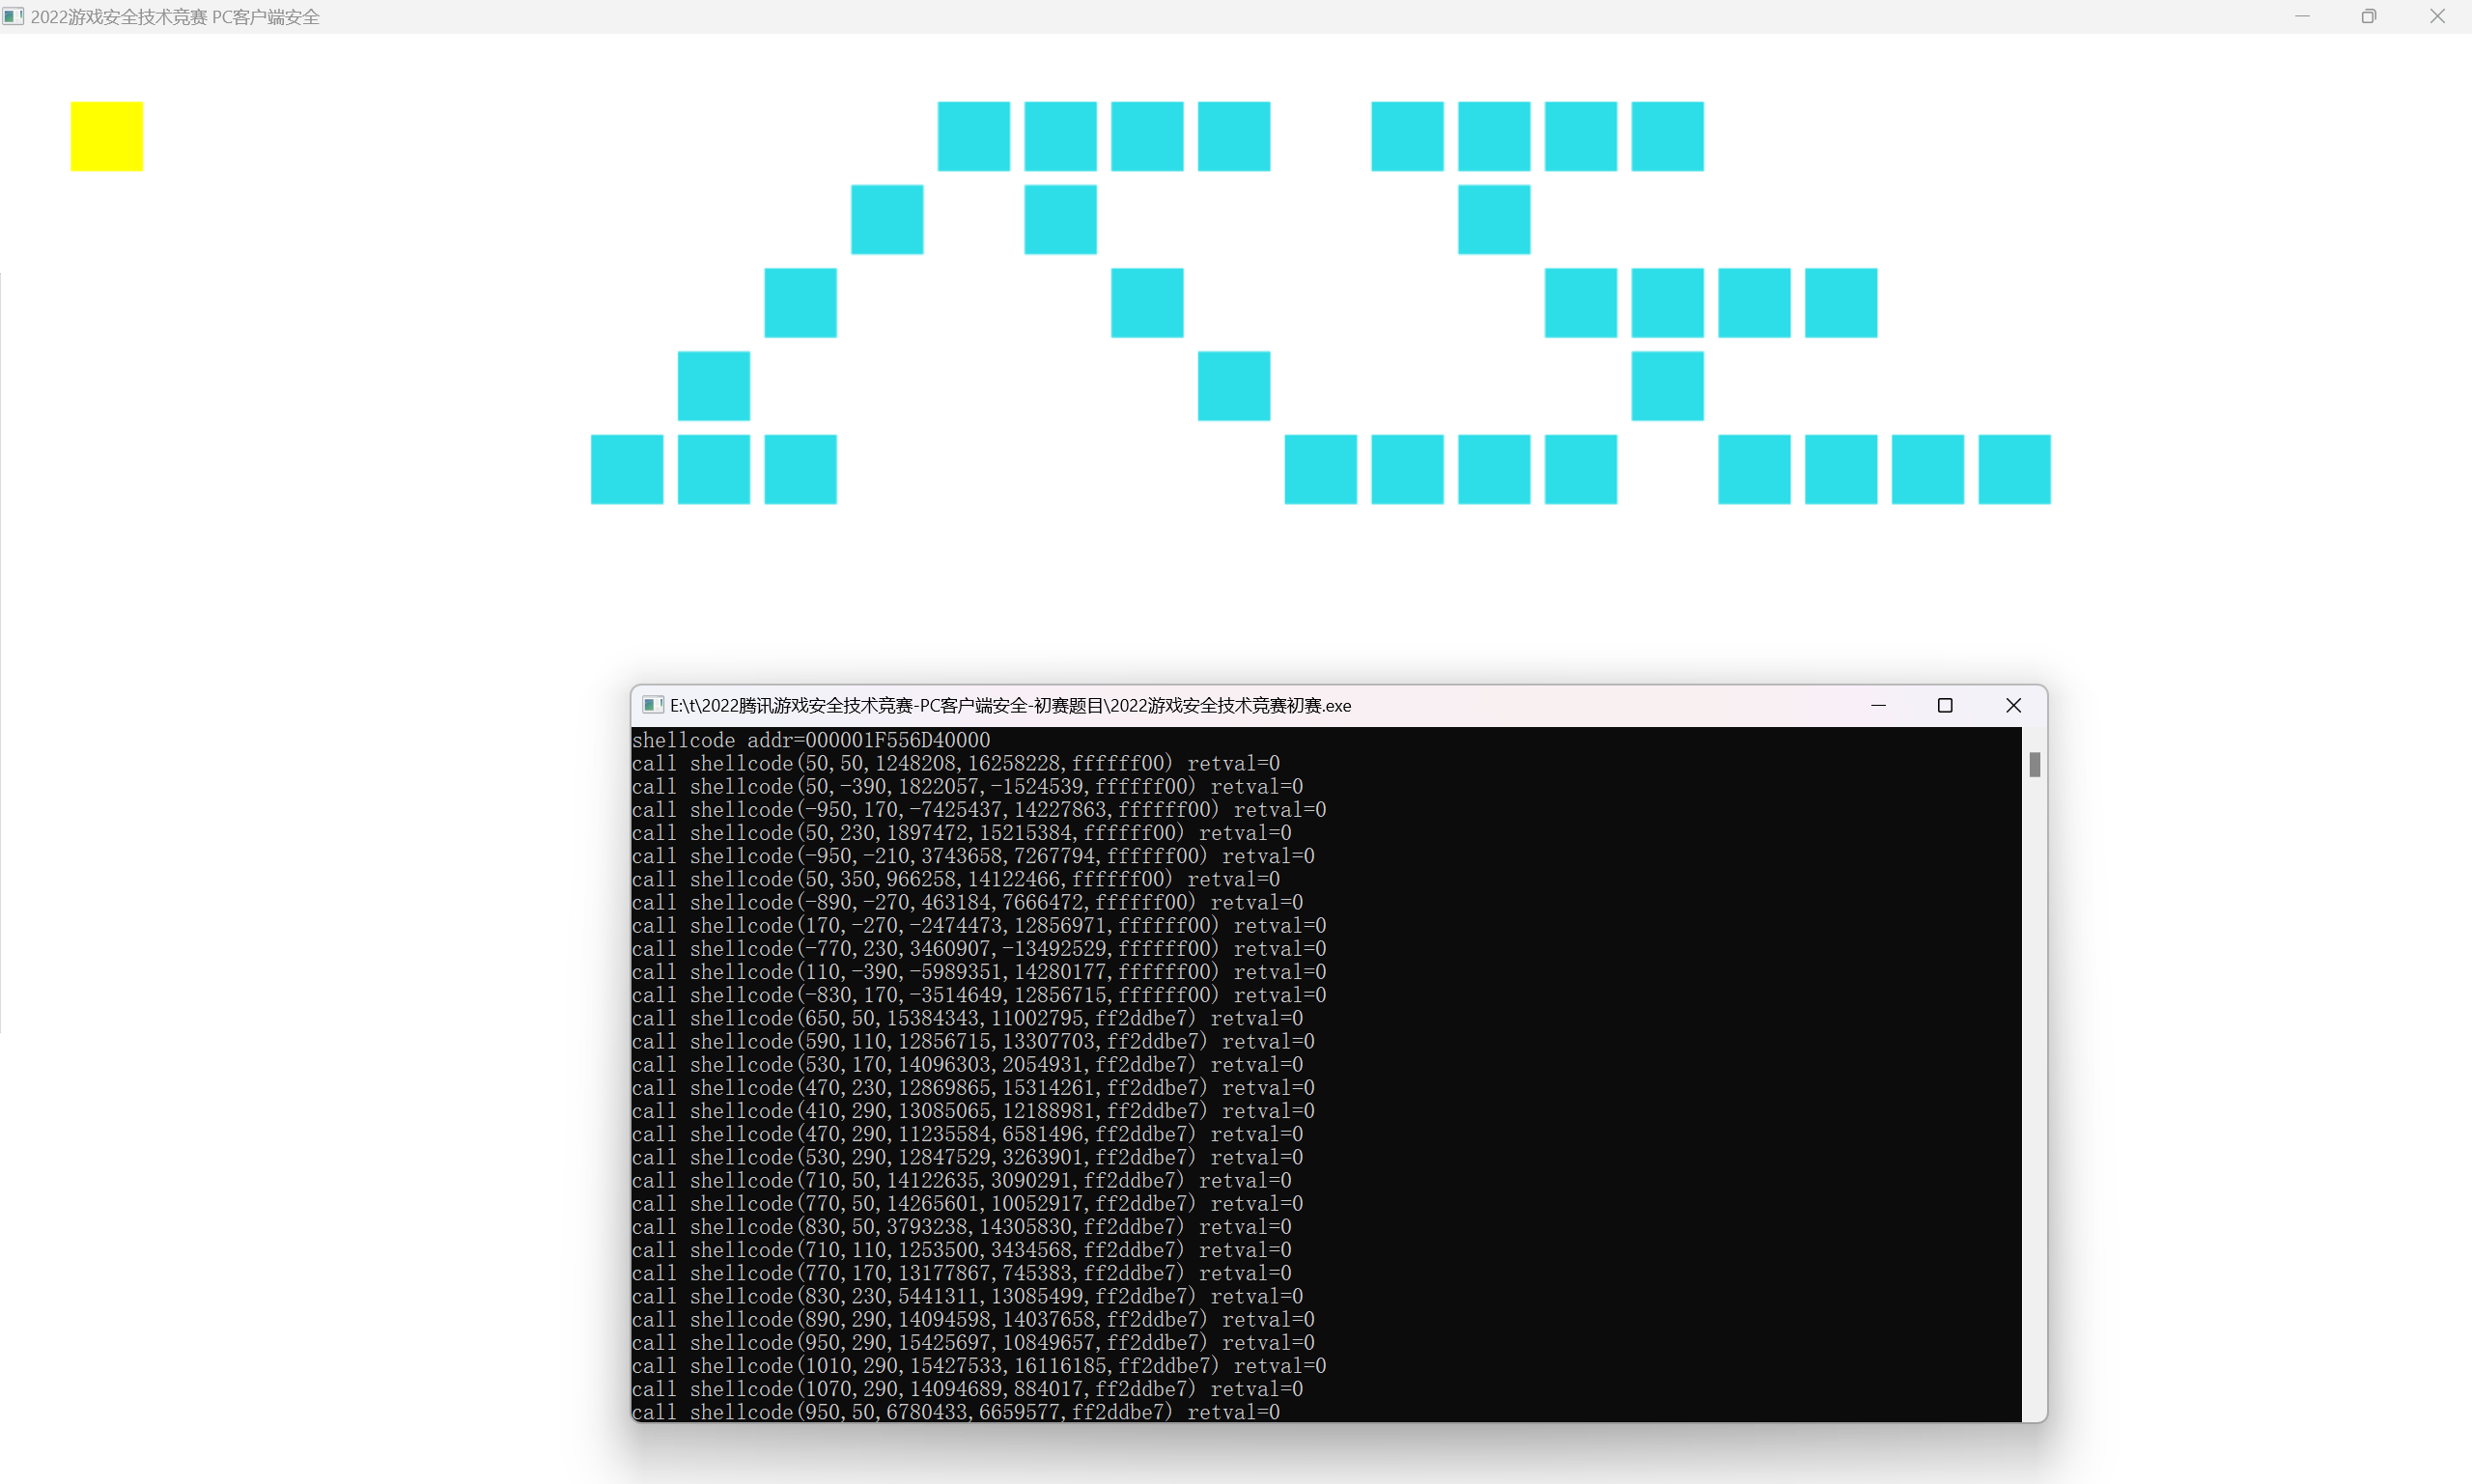 2022游戏安全技术竞赛 PC客户端安全
E:\t\2022腾讯游戏安全技术竞赛-PC客户端安全-初赛题目\2022游戏安全技术竞赛初赛.exe
shellcode addr=000001F556D40000
call shellcode(50,50,1248208,16258228,ffffff00) retval=0
call shellcode(50,-390,1822057,-1524539,ffffff00) retval=0
call shellcode(-950,170,-7425437,14227863,ffffff00) retval=0
call shellcode(50,230,1897472,15215384,ffffff00) retval=0
call shellcode(-950,-210,3743658,7267794,ffffff00) retval=0
call shellcode(50,350,966258,14122466,ffffff00) retval=0
call shellcode(-890,-270,463184,7666472,ffffff00) retval=0
call shellcode(170,-270,-2474473,12856971,ffffff00) retval=0
call shellcode(-770,230,3460907,-13492529,ffffff00) retval=0
call shellcode(110,-390,-5989351,14280177,ffffff00) retval=0
call shellcode(-830,170,-3514649,12856715,ffffff00) retval=0
call shellcode(650,50,15384343,11002795,ff2ddbe7) retval=0
call shellcode(590,110,12856715,13307703,ff2ddbe7) retval=0
call shellcode(530,170,14096303,2054931,ff2ddbe7) retval=0
call shellcode(470,230,12869865,15314261,ff2ddbe7) retval=0
call shellcode(410,290,13085065,12188981,ff2ddbe7) retval=0
call shellcode(470,290,11235584,6581496,ff2ddbe7) retval=0
call shellcode(530,290,12847529,3263901,ff2ddbe7) retval=0
call shellcode(710,50,14122635,3090291,ff2ddbe7) retval=0
call shellcode(770,50,14265601,10052917,ff2ddbe7) retval=0
call shellcode(830,50,3793238,14305830,ff2ddbe7) retval=0
call shellcode(710,110,1253500,3434568,ff2ddbe7) retval=0
call shellcode(770,170,13177867,745383,ff2ddbe7) retval=0
call shellcode(830,230,5441311,13085499,ff2ddbe7) retval=0
call shellcode(890,290,14094598,14037658,ff2ddbe7) retval=0
call shellcode(950,290,15425697,10849657,ff2ddbe7) retval=0
call shellcode(1010,290,15427533,16116185,ff2ddbe7) retval=0
call shellcode(1070,290,14094689,884017,ff2ddbe7) retval=0
call shellcode(950,50,6780433,6659577,ff2ddbe7) retval=0